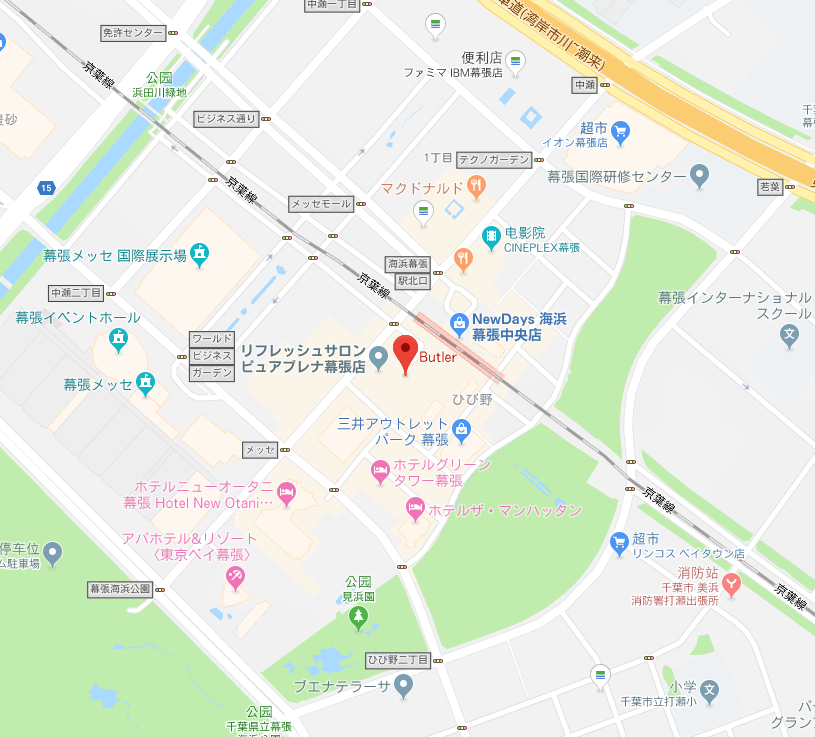 中瀬一丁目
車道(湾岸市川~潮来)
免許センター
便利店
ファミマ IBM幕張店
京葉線
公园
浜田川緑地
中瀬
ビジネス通り
超市
イオン幕張店
1丁目
テクノガーデン
幕張国際研修センター
若葉
15
京葉線
マクドナルド
メッセモール
电影院
CINEPLEX幕張
幕張メッセ 国際展示場
海浜幕張
駅北口
京葉線
中瀬二丁目
幕張インターナショナル
スクール
幕張イベントホール
NewDays 海浜
幕張中央店
ワールド
ビジネス
ガーデン
リフレッシュサロン
ピュアプレナ幕張店
Butler
幕張メッセ
ひび野
三井アウトレット
パーク 幕張
メッセ
ホテルグリーン
タワー幕張
ホテルニューオータニ
幕張 Hotel New Otani…
京葉線
ホテルザ・マンハッタン
アパホテル&リゾート
〈東京ベイ幕張〉
超市
リンコス ベイタウン店
停车位
駐車場
消防站
千葉市 美浜
消防署打瀬出張所
京葉線
幕張海浜公園
公园
見浜園
ひび野二丁目
プエナテラーサ
小学
千葉市立打瀬小
公园
千葉県立幕張
海浜公園
グラン